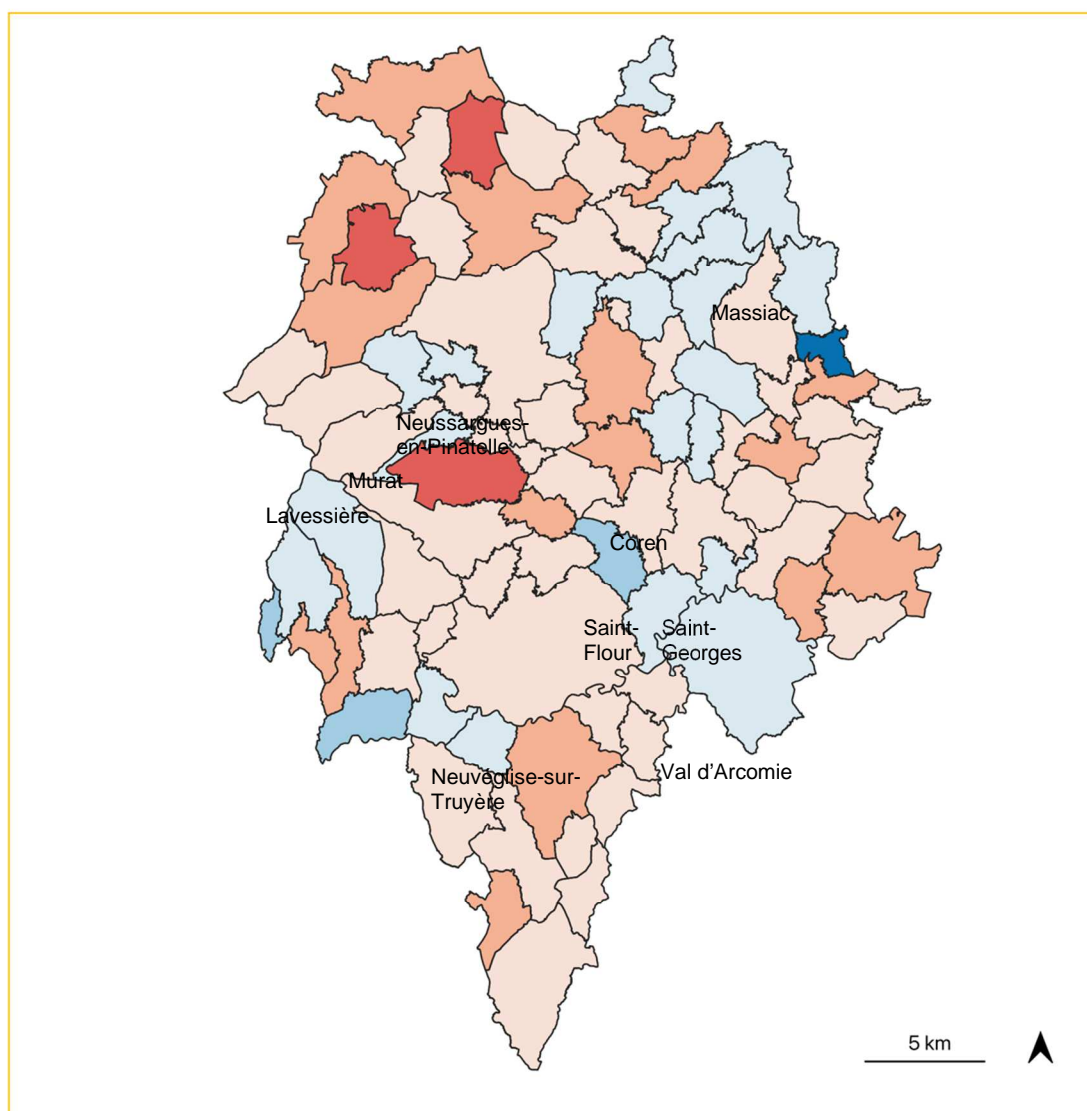 Massiac
Neussargues-
en-Pinatelle
Murat
Lavessière
Coren
Saint-
Flour
Saint-
Georges
Val d'Arcomie
Neuvéglise-sur-
Truyère
5 km